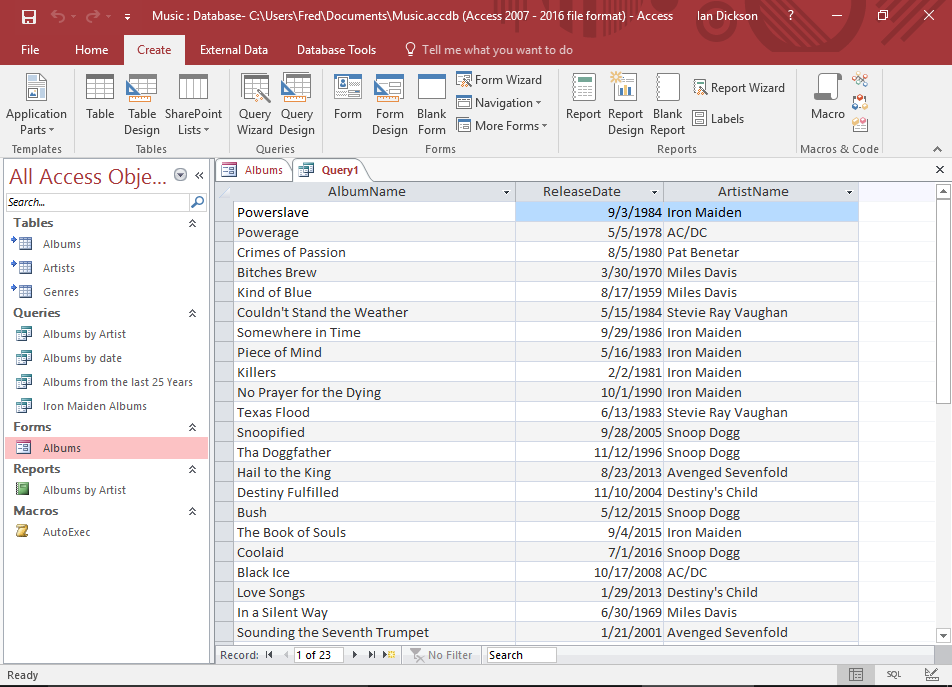 Music : Database- C:\Users\Fred\Documents\Music.accdb (Access 2007 - 2016 file format) - Access Ian Dickson ?
File Home Create External Data Database Tools Tell me what you want to do
Application Parts
Templates
Table
Table Design
SharePoint Lists
Tables
Query Wizard
Query Design
Queries
Form
Form Design
Blank Form
Form Wizard
Navigation
More Forms
Forms
Report
Report Design
Blank Report
Report Wizard
Labels
Reports
Macro
Macros & Code
All Access Obje...
Search...
Tables
Albums
Artists
Genres
Queries
Albums by Artist
Albums by date
Albums from the last 25 Years
Iron Maiden Albums
Forms
Albums
Reports
Albums by Artist
Macros
AutoExec
Albums Query1
AlbumName ReleaseDate ArtistName
Powerslave 9/3/1984 Iron Maiden
Powerage 5/5/1978 AC/DC
Crimes of Passion 8/5/1980 Pat Benetar
Bitches Brew 3/30/1970 Miles Davis
Kind of Blue 8/17/1959 Miles Davis
Couldn't Stand the Weather 5/15/1984 Stevie Ray Vaughan
Somewhere in Time 9/29/1986 Iron Maiden
Piece of Mind 5/16/1983 Iron Maiden
Killers 2/2/1981 Iron Maiden
No Prayer for the Dying 10/1/1990 Iron Maiden
Texas Flood 6/13/1983 Stevie Ray Vaughan
Snoopified 9/28/2005 Snoop Dogg
Tha Doggfather 11/12/1996 Snoop Dogg
Hail to the King 8/23/2013 Avenged Sevenfold
Destiny Fulfilled 11/10/2004 Destiny's Child
Bush 5/12/2015 Snoop Dogg
The Book of Souls 9/4/2015 Iron Maiden
Coolaid 7/1/2016 Snoop Dogg
Black Ice 10/17/2008 AC/DC
Love Songs 1/29/2013 Destiny's Child
In a Silent Way 6/30/1969 Miles Davis
Sounding the Seventh Trumpet 1/21/2001 Avenged Sevenfold
Record: 1 of 23 No Filter Search
Ready SQL